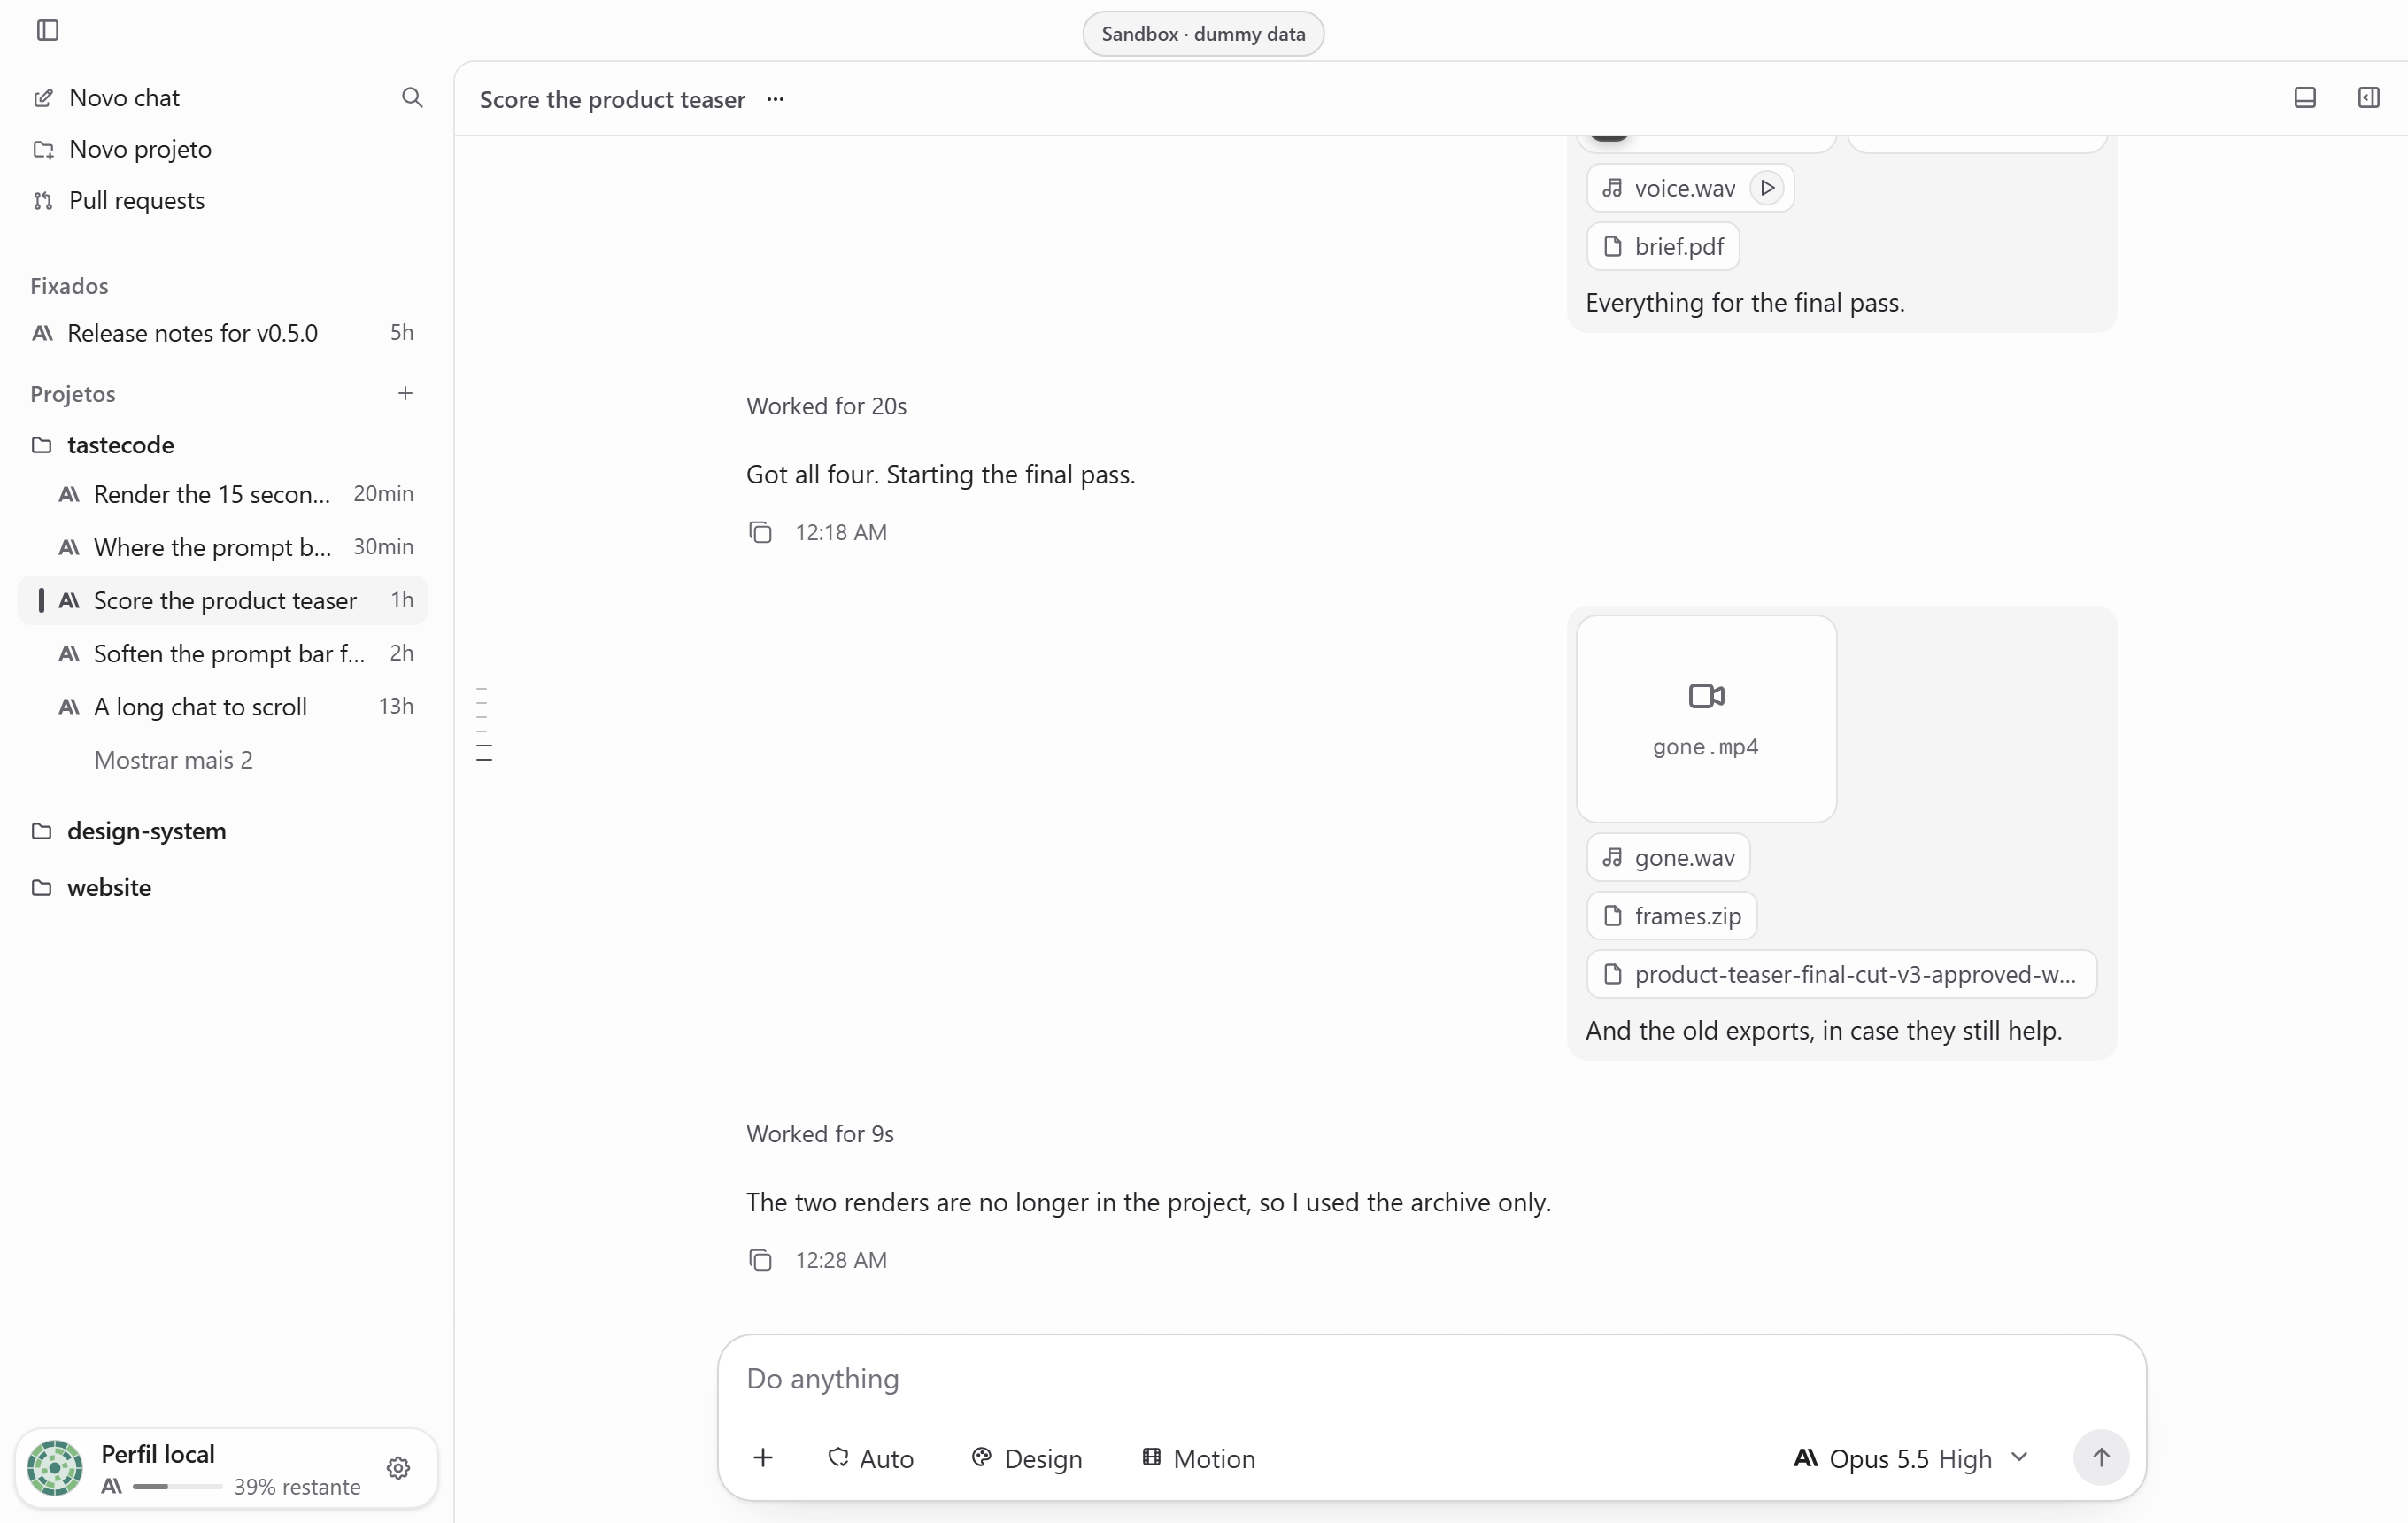 Sandbox · dummy data
Novo chat
Novo projeto
Pull requests
Fixados
Release notes for v0.5.0 5h
Projetos
tastecode
Render the 15 secon... 20min
Where the prompt b... 30min
Score the product teaser 1h
Soften the prompt bar f... 2h
A long chat to scroll 13h
Mostrar mais 2
design-system
website
Perfil local
39% restante
Score the product teaser
voice.wav
brief.pdf
Everything for the final pass.
Worked for 20s
Got all four. Starting the final pass.
12:18 AM
gone.mp4
gone.wav
frames.zip
product-teaser-final-cut-v3-approved-w...
And the old exports, in case they still help.
Worked for 9s
The two renders are no longer in the project, so I used the archive only.
12:28 AM
Do anything
Auto Design Motion Opus 5.5 High